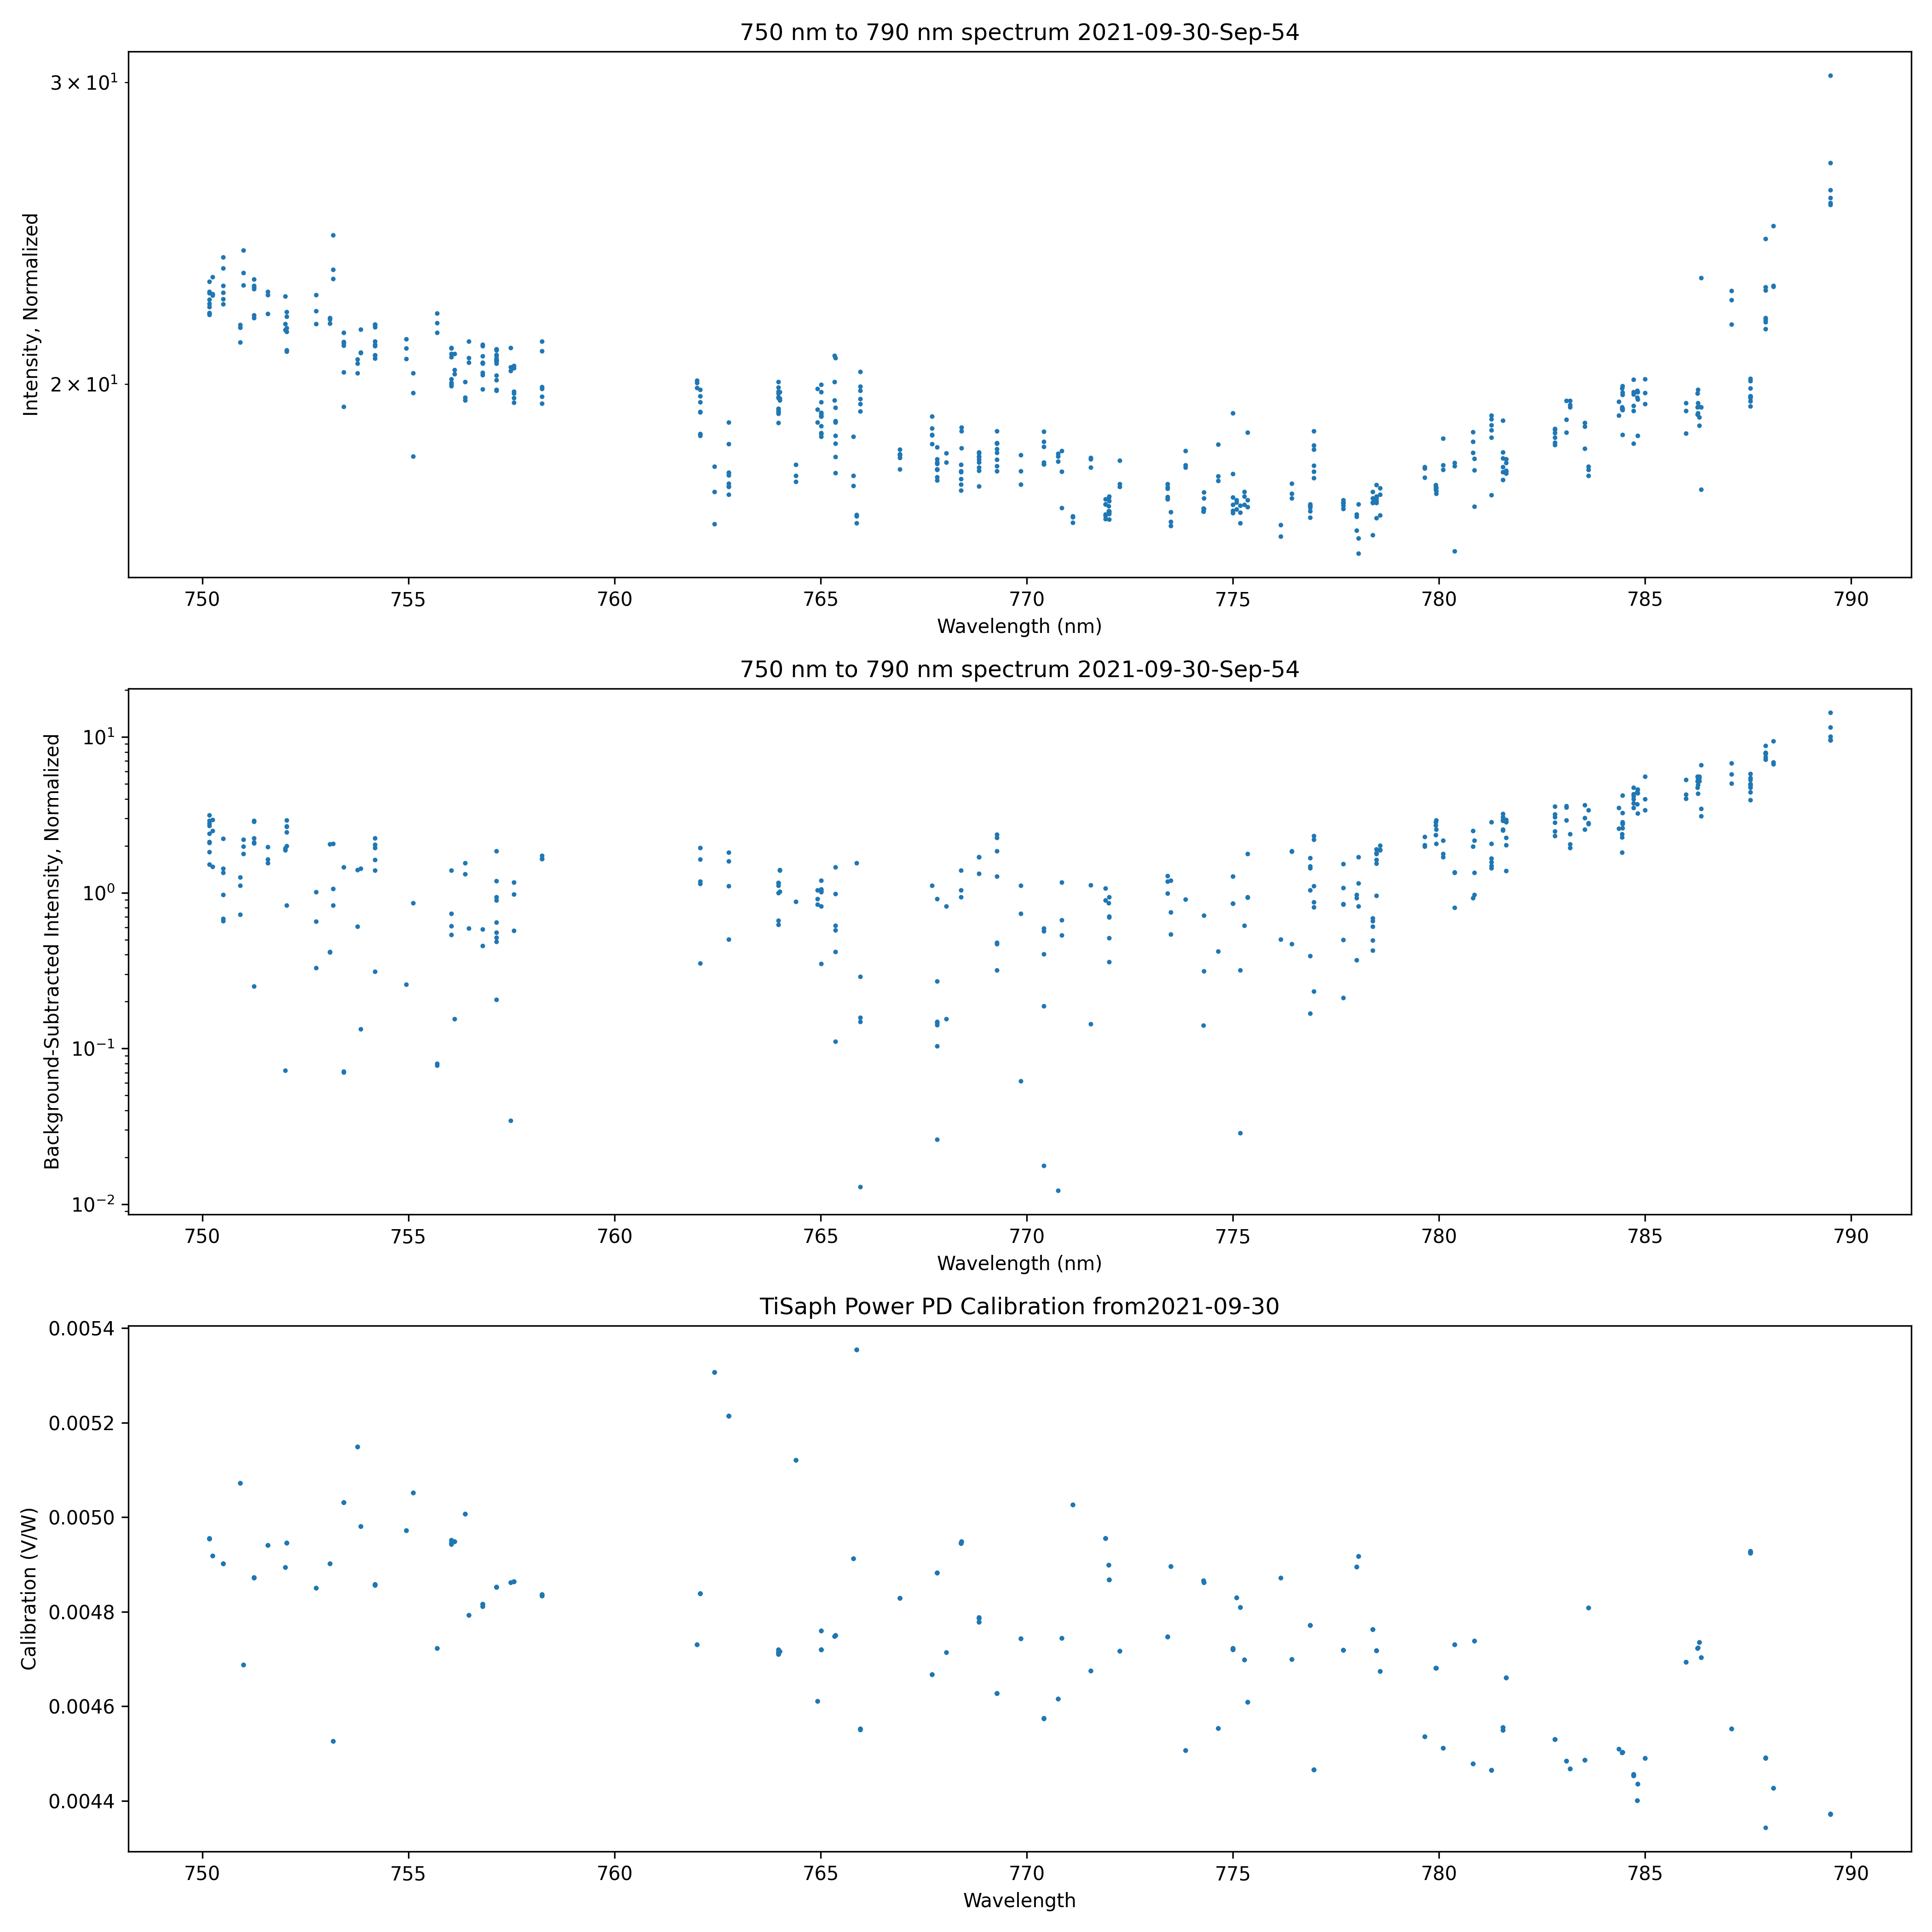 750 nm to 790 nm spectrum 2021-09-30-Sep-54
3 × 10¹
2 × 10¹
Intensity, Normalized
750 755 760 765 770 775 780 785 790
Wavelength (nm)
750 nm to 790 nm spectrum 2021-09-30-Sep-54
10¹
10⁰
10⁻¹
10⁻²
Background-Subtracted Intensity, Normalized
750 755 760 765 770 775 780 785 790
Wavelength (nm)
TiSaph Power PD Calibration from2021-09-30
0.0054
0.0052
0.0050
0.0048
0.0046
0.0044
Calibration (V/W)
750 755 760 765 770 775 780 785 790
Wavelength